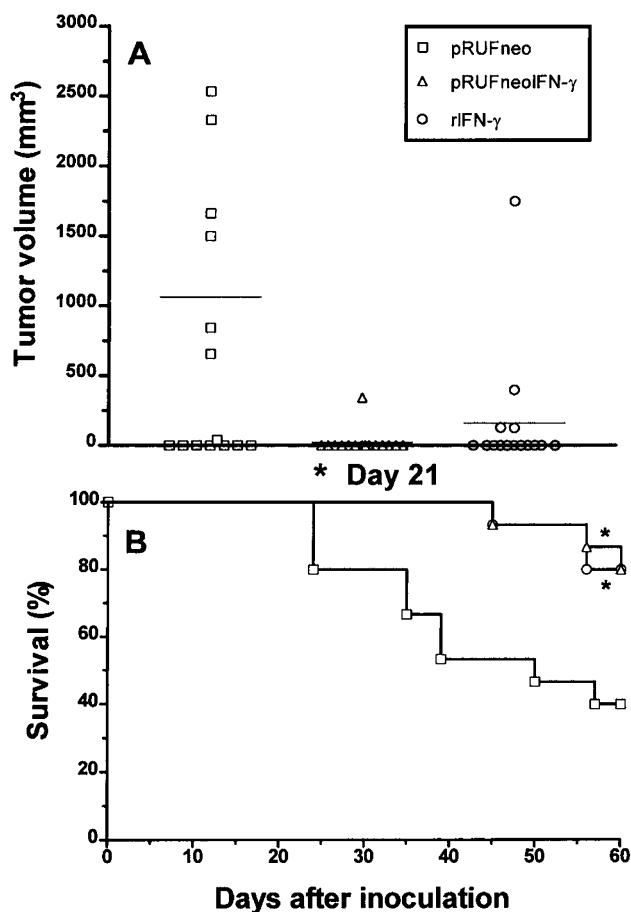 3000
2500
2000
1500
1000
500
0
Tumor volume (mm³)
A
pRUFneo
pRUFneoIFN-γ
rIFN-γ
* Day 21
100
80
60
40
20
0
Survival (%)
B
*
*
0 10 20 30 40 50 60
Days after inoculation